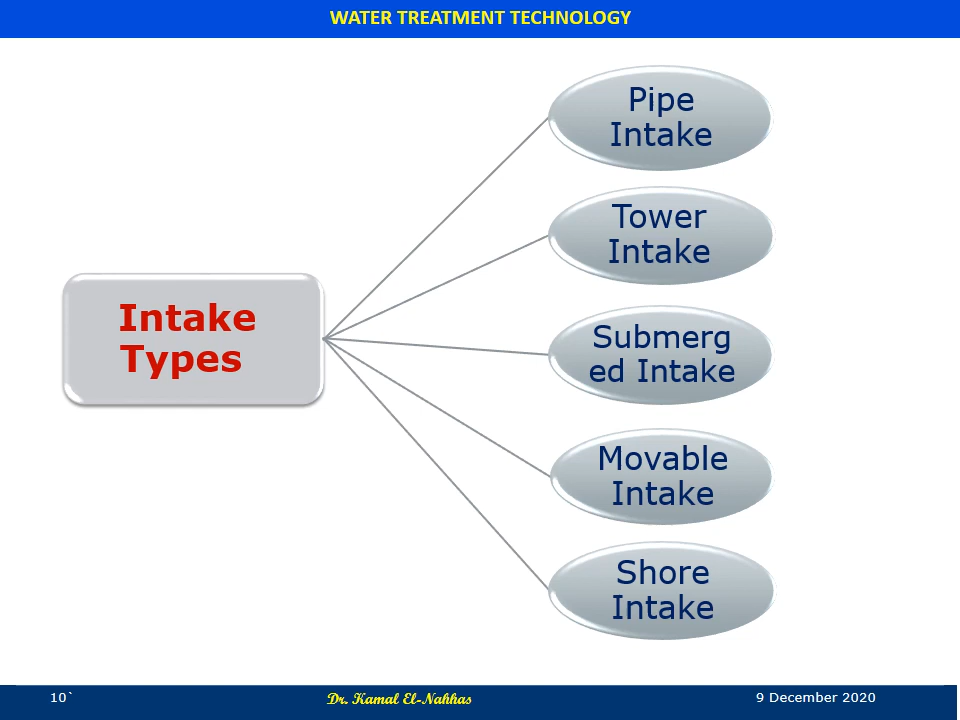 WATER TREATMENT TECHNOLOGY
Pipe
Intake
Tower
Intake
Intake
Types
Submerg
ed Intake
Movable
Intake
Shore
Intake
10`
Dr. Kamal El-Nahhas
9 December 2020